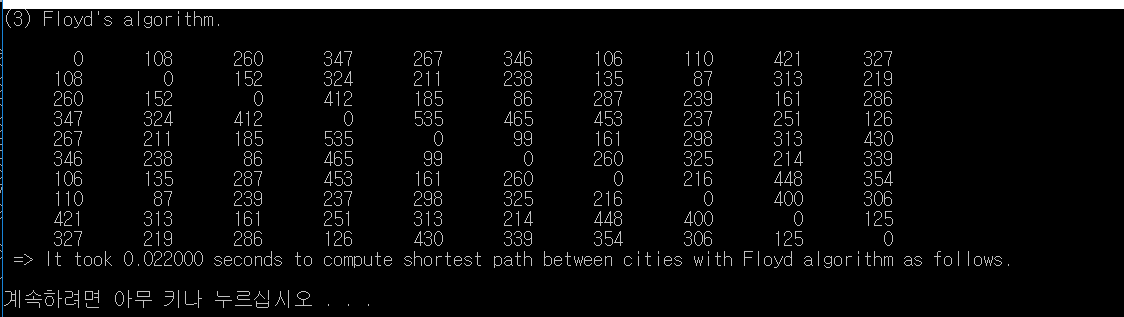 (3) Floyd's algorithm.
0 108 260 347 267 346 106 110 421 327
108 0 152 324 211 238 135 87 313 219
260 152 0 412 185 86 287 239 161 286
347 324 412 0 535 465 453 237 251 126
267 211 185 535 0 99 161 298 313 430
346 238 86 465 99 0 260 325 214 339
106 135 287 453 161 260 0 216 448 354
110 87 239 237 298 325 216 0 400 306
421 313 161 251 313 214 448 400 0 125
327 219 286 126 430 339 354 306 125 0
=> It took 0.022000 seconds to compute shortest path between cities with Floyd algorithm as follows.
계속하려면 아무 키나 누르십시오 . . .